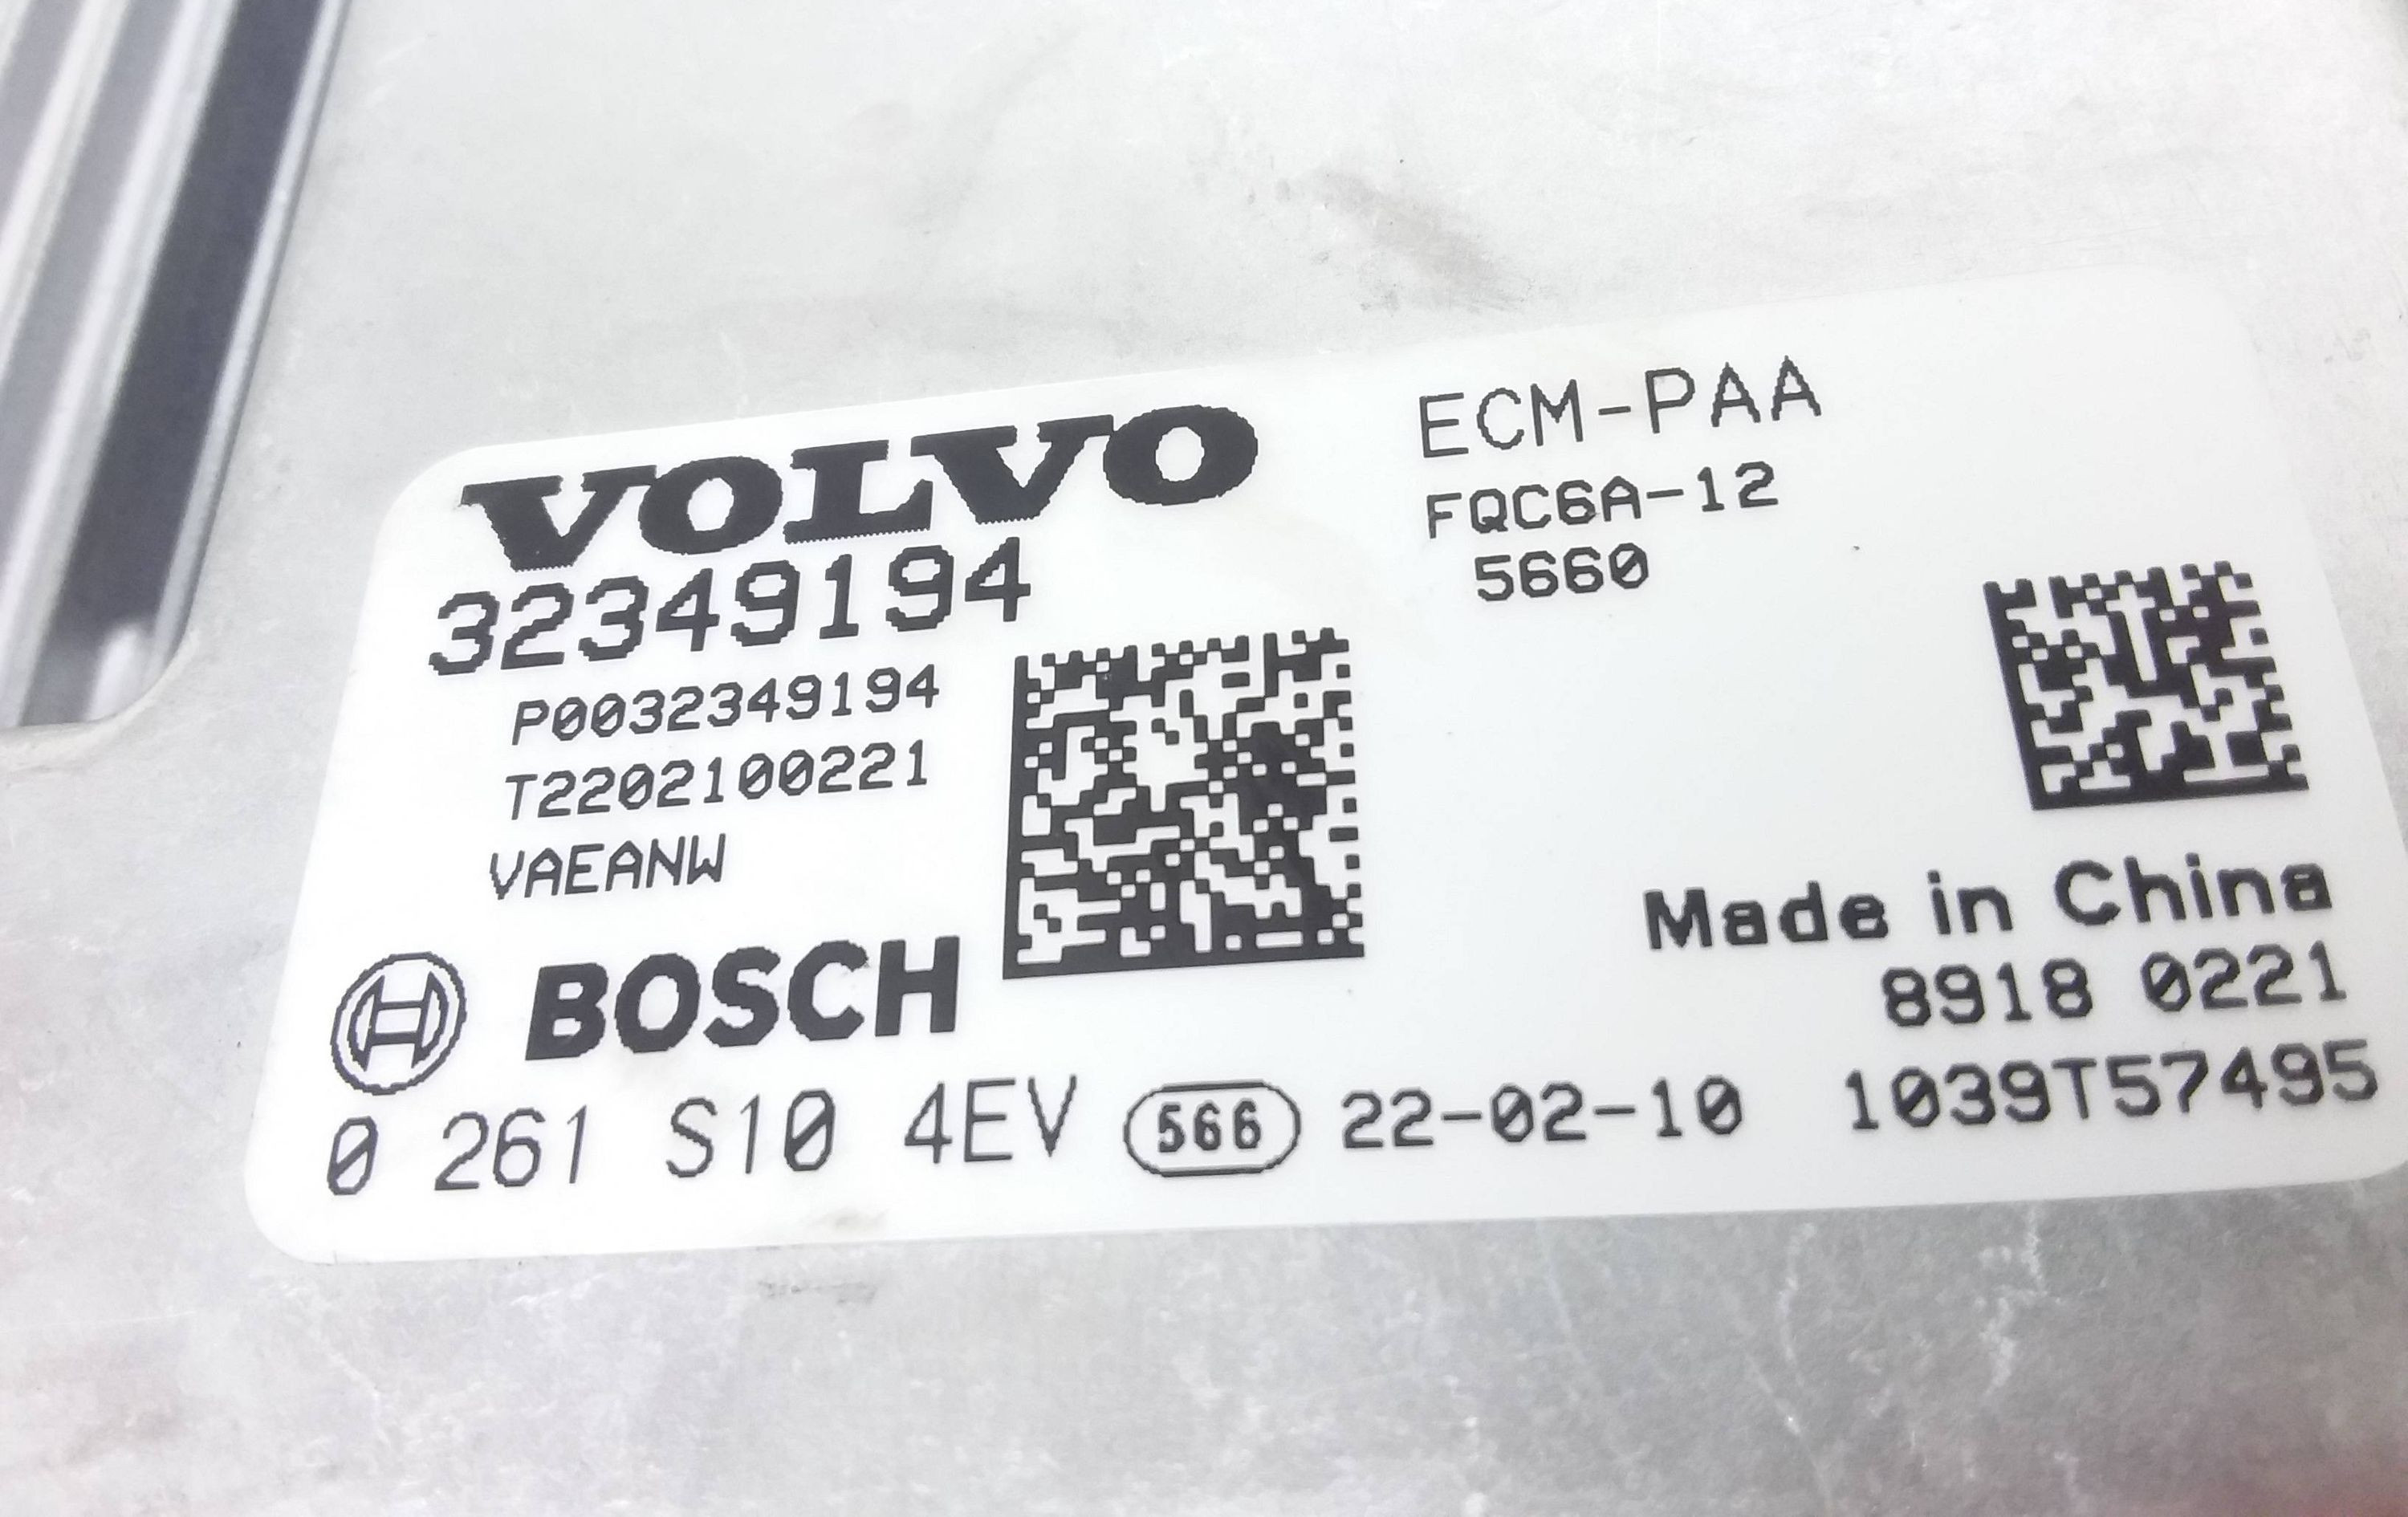 VOLVO
32349194
P0032349194
T2202100221
VAEANW
BOSCH
0 261 S10 4EV 566 22-02-10 1039T57495
ECM-PAA
FQC6A-12
5660
Made in China
8918 0221